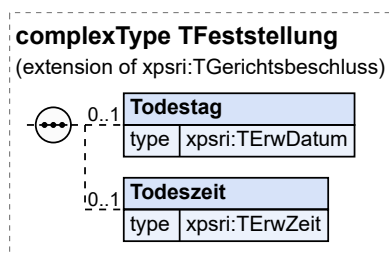 complexType TFeststellung
(extension of xpsri:TGerichtsbeschluss)
0..1 Todestag
type xpsri:TErwDatum
0..1 Todeszeit
type xpsri:TErwZeit